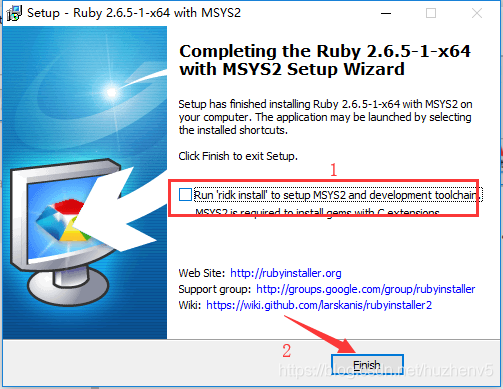 Setup - Ruby 2.6.5-1-x64 with MSYS2
Completing the Ruby 2.6.5-1-x64
with MSYS2 Setup Wizard
Setup has finished installing Ruby 2.6.5-1-x64 with MSYS2 on
your computer. The application may be launched by selecting
the installed shortcuts.
Click Finish to exit Setup.
1
Run 'ridk install' to setup MSYS2 and development toolchain.
MSYS2 is required to install gems with C extensions.
Web Site: http://rubyinstaller.org
Support group: http://groups.google.com/group/rubyinstaller
Wiki: https://wiki.github.com/larskanis/rubyinstaller2
2
Finish
https://blog.csdn.net/huzhenv5